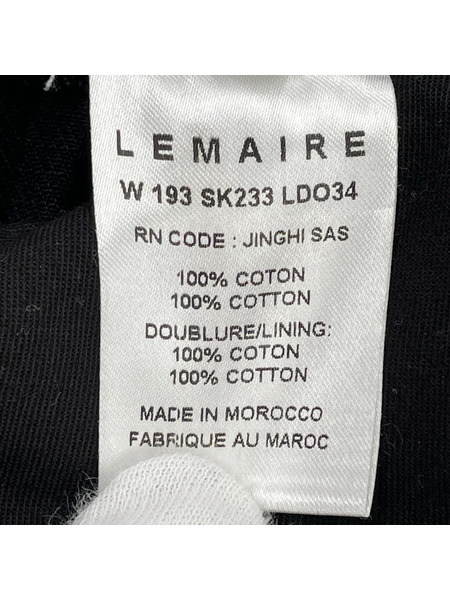 LEMAIRE
W 193 SK233 LDO34
RN CODE : JINGHI SAS
100% COTON
100% COTTON
DOUBLURE/LINING:
100% COTON
100% COTTON
MADE IN MOROCCO
FABRIQUE AU MAROC